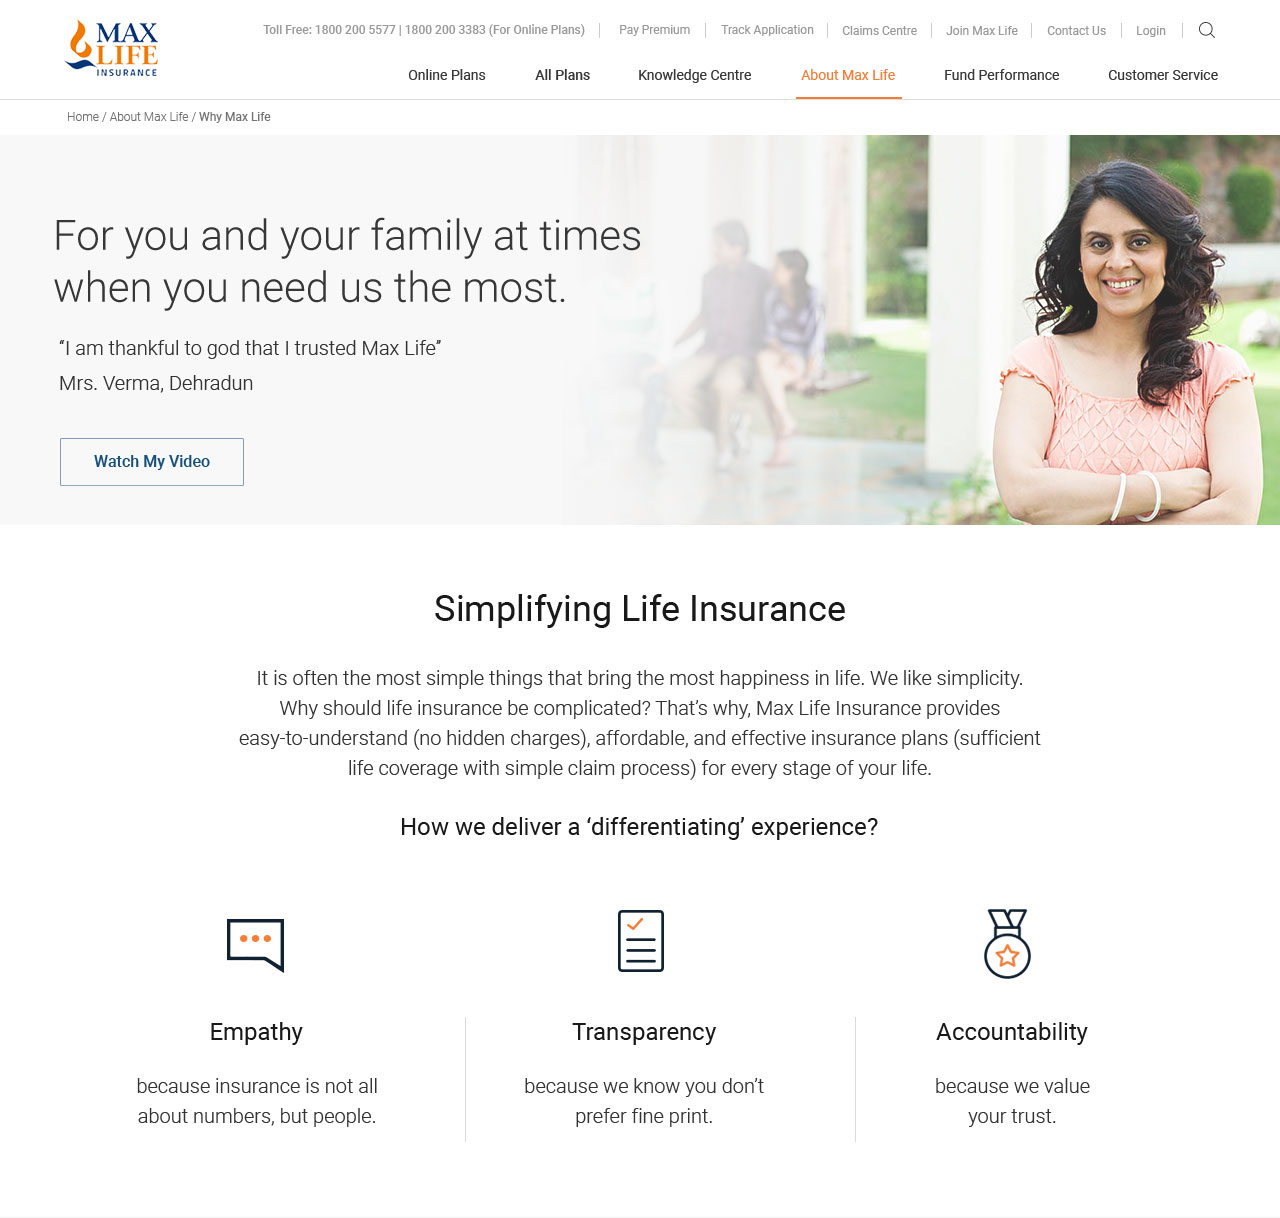 MAX
LIFE
INSURANCE
Toll Free: 1800 200 5577 | 1800 200 3383 (For Online Plans)
Pay Premium
Track Application
Claims Centre
Join Max Life
Contact Us
Login
Online Plans
All Plans
Knowledge Centre
About Max Life
Fund Performance
Customer Service
Home / About Max Life / Why Max Life
For you and your family at times
when you need us the most.
“I am thankful to god that I trusted Max Life”
Mrs. Verma, Dehradun
Watch My Video
Simplifying Life Insurance
It is often the most simple things that bring the most happiness in life. We like simplicity.
Why should life insurance be complicated? That’s why, Max Life Insurance provides
easy-to-understand (no hidden charges), affordable, and effective insurance plans (sufficient
life coverage with simple claim process) for every stage of your life.
How we deliver a ‘differentiating’ experience?
Empathy
because insurance is not all
about numbers, but people.
Transparency
because we know you don’t
prefer fine print.
Accountability
because we value
your trust.